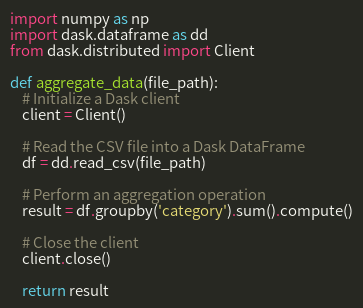 import numpy as np
import dask.dataframe as dd
from dask.distributed import Client

def aggregate_data(file_path):
    # Initialize a Dask client
    client = Client()

    # Read the CSV file into a Dask DataFrame
    df = dd.read_csv(file_path)

    # Perform an aggregation operation
    result = df.groupby('category').sum().compute()

    # Close the client
    client.close()

    return result